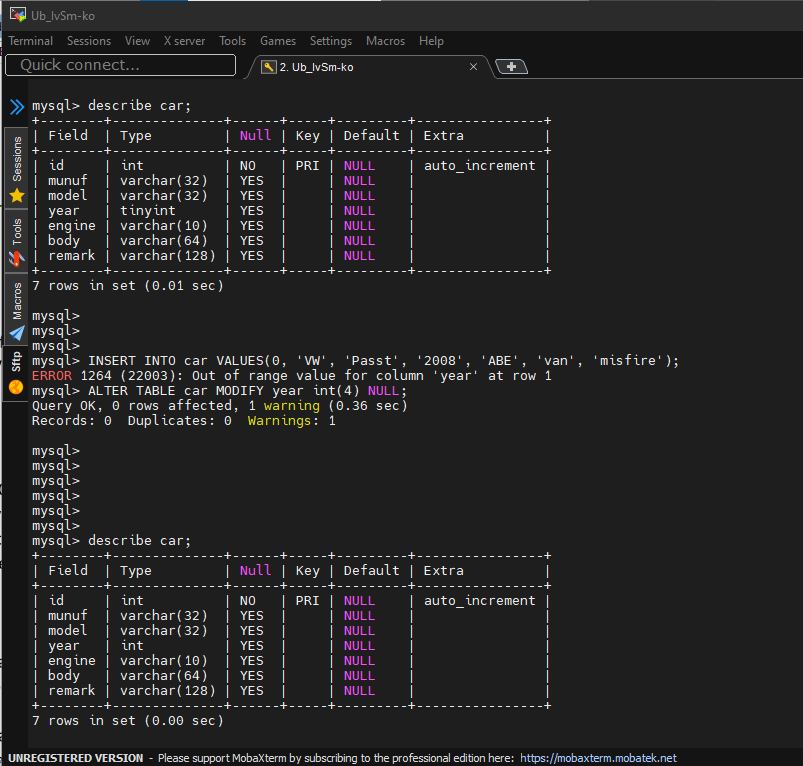 Ub_lvSm-ko
Terminal Sessions View X server Tools Games Settings Macros Help
Quick connect...
2. Ub_lvSm-ko
Sessions
Tools
Macros
Sftp
mysql> describe car;
+--------+--------------+------+-----+---------+----------------+
| Field  | Type         | Null | Key | Default | Extra          |
+--------+--------------+------+-----+---------+----------------+
| id     | int          | NO   | PRI | NULL    | auto_increment |
| munuf  | varchar(32)  | YES  |     | NULL    |                |
| model  | varchar(32)  | YES  |     | NULL    |                |
| year   | tinyint      | YES  |     | NULL    |                |
| engine | varchar(10)  | YES  |     | NULL    |                |
| body   | varchar(64)  | YES  |     | NULL    |                |
| remark | varchar(128) | YES  |     | NULL    |                |
+--------+--------------+------+-----+---------+----------------+
7 rows in set (0.01 sec)
mysql>
mysql>
mysql>
mysql> INSERT INTO car VALUES(0, 'VW', 'Passt', '2008', 'ABE', 'van', 'misfire');
ERROR 1264 (22003): Out of range value for column 'year' at row 1
mysql> ALTER TABLE car MODIFY year int(4) NULL;
Query OK, 0 rows affected, 1 warning (0.36 sec)
Records: 0  Duplicates: 0  Warnings: 1
mysql>
mysql>
mysql>
mysql>
mysql>
mysql>
mysql> describe car;
+--------+--------------+------+-----+---------+----------------+
| Field  | Type         | Null | Key | Default | Extra          |
+--------+--------------+------+-----+---------+----------------+
| id     | int          | NO   | PRI | NULL    | auto_increment |
| munuf  | varchar(32)  | YES  |     | NULL    |                |
| model  | varchar(32)  | YES  |     | NULL    |                |
| year   | int          | YES  |     | NULL    |                |
| engine | varchar(10)  | YES  |     | NULL    |                |
| body   | varchar(64)  | YES  |     | NULL    |                |
| remark | varchar(128) | YES  |     | NULL    |                |
+--------+--------------+------+-----+---------+----------------+
7 rows in set (0.00 sec)
UNREGISTERED VERSION - Please support MobaXterm by subscribing to the professional edition here: https://mobaxterm.mobatek.net